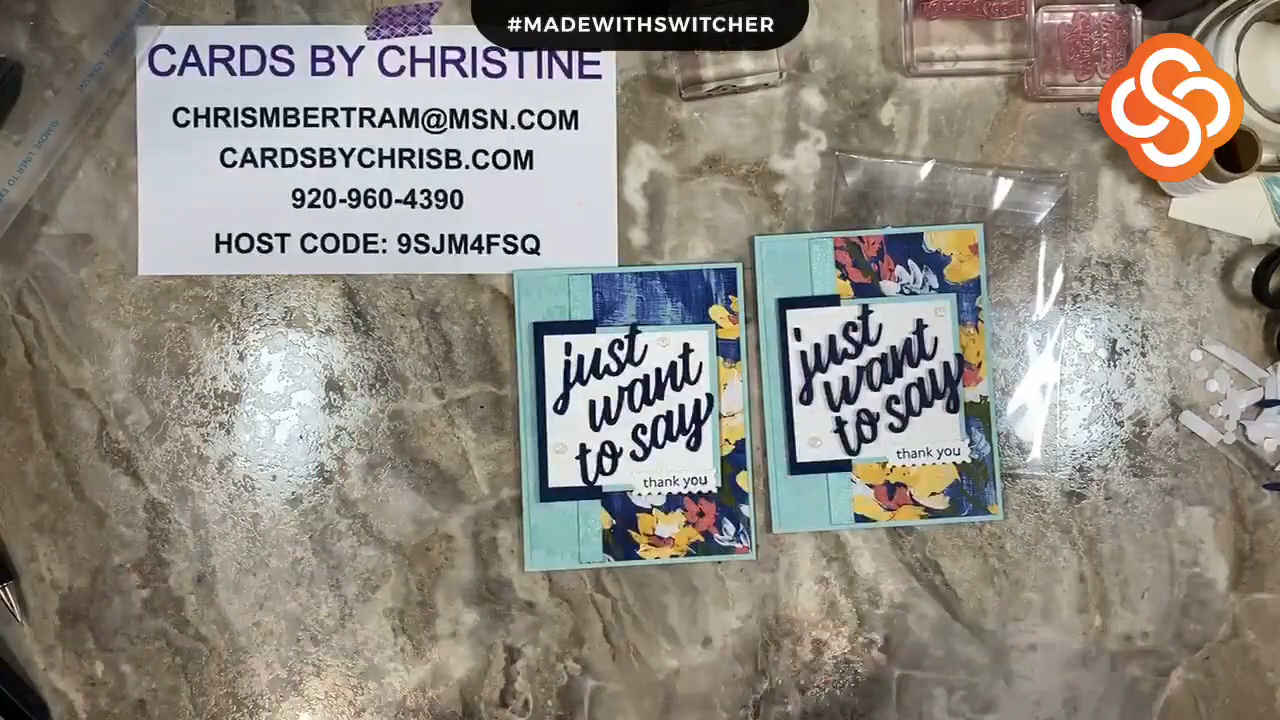 #MADEWITHSWITCHER
CARDS BY CHRISTINE
CHRISMBERTRAM@MSN.COM
CARDSBYCHRISB.COM
920-960-4390
HOST CODE: 9SJM4FSQ
just
want
to say
thank you
just
want
to say
thank you